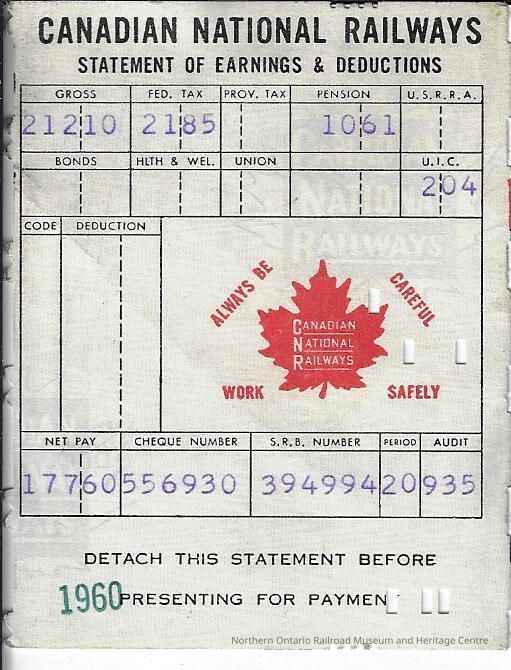 CANADIAN NATIONAL RAILWAYS
STATEMENT OF EARNINGS & DEDUCTIONS
GROSS FED. TAX PROV. TAX PENSION U.S.R.R.A.
21210 2185 1061
BONDS HLTH & WEL. UNION U.I.C.
204
CODE DEDUCTION
ALWAYS BE CAREFUL
CANADIAN
NATIONAL
RAILWAYS
WORK SAFELY
NET PAY CHEQUE NUMBER S.R.B. NUMBER PERIOD AUDIT
17760 556930 394994 20 935
DETACH THIS STATEMENT BEFORE
1960 PRESENTING FOR PAYMENT
Northern Ontario Railroad Museum and Heritage Centre